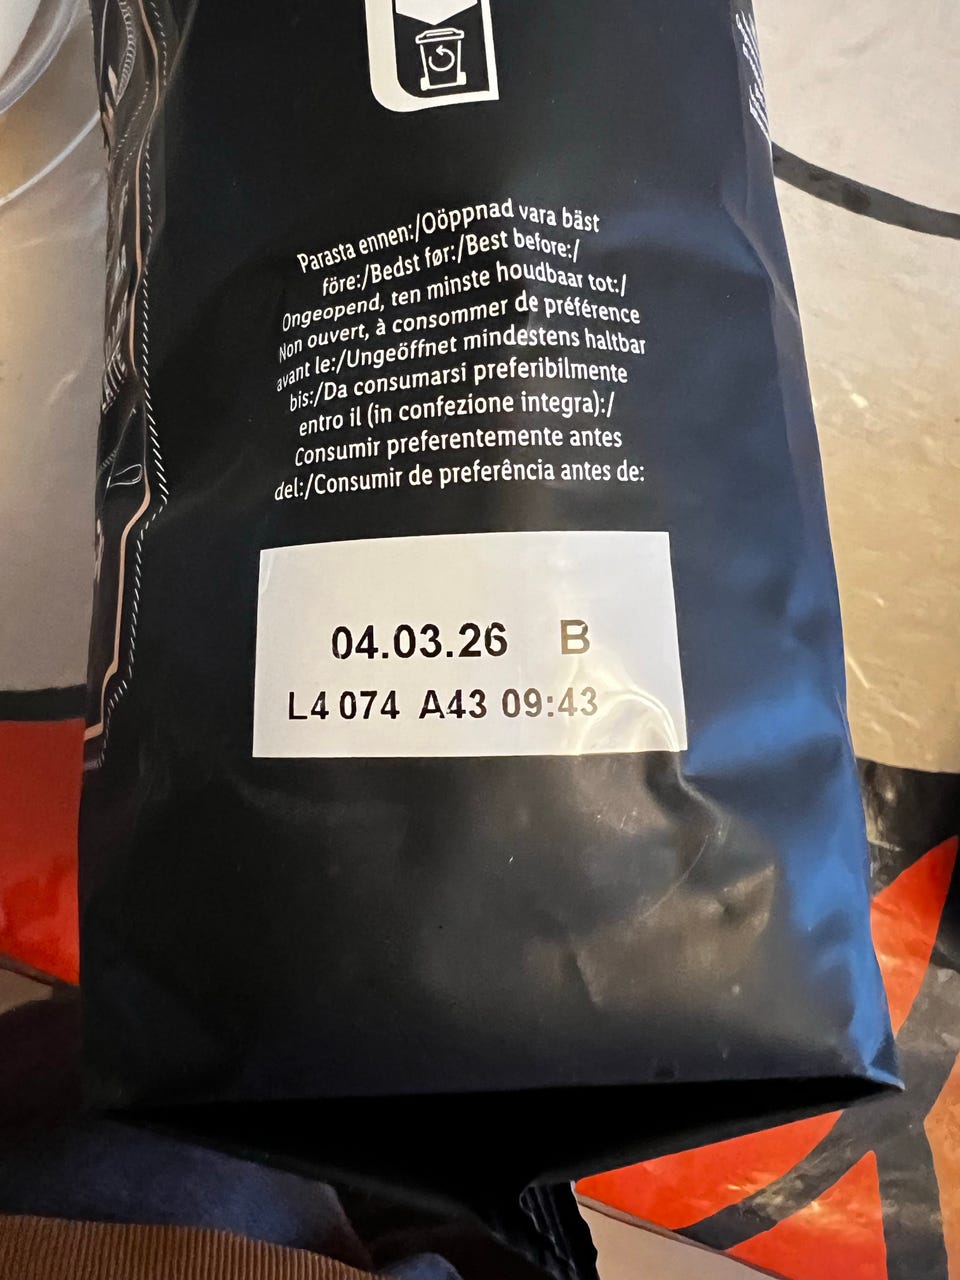 Parasta ennen:/Oöppnad vara bäst
före:/Bedst før:/Best before:/
Ongeopend, ten minste houdbaar tot:/
Non ouvert, à consommer de préférence
avant le:/Ungeöffnet mindestens haltbar
bis:/Da consumarsi preferibilmente
entro il (in confezione integra):/
Consumir preferentemente antes
del:/Consumir de preferência antes de:
04.03.26 B
L4 074 A43 09:43